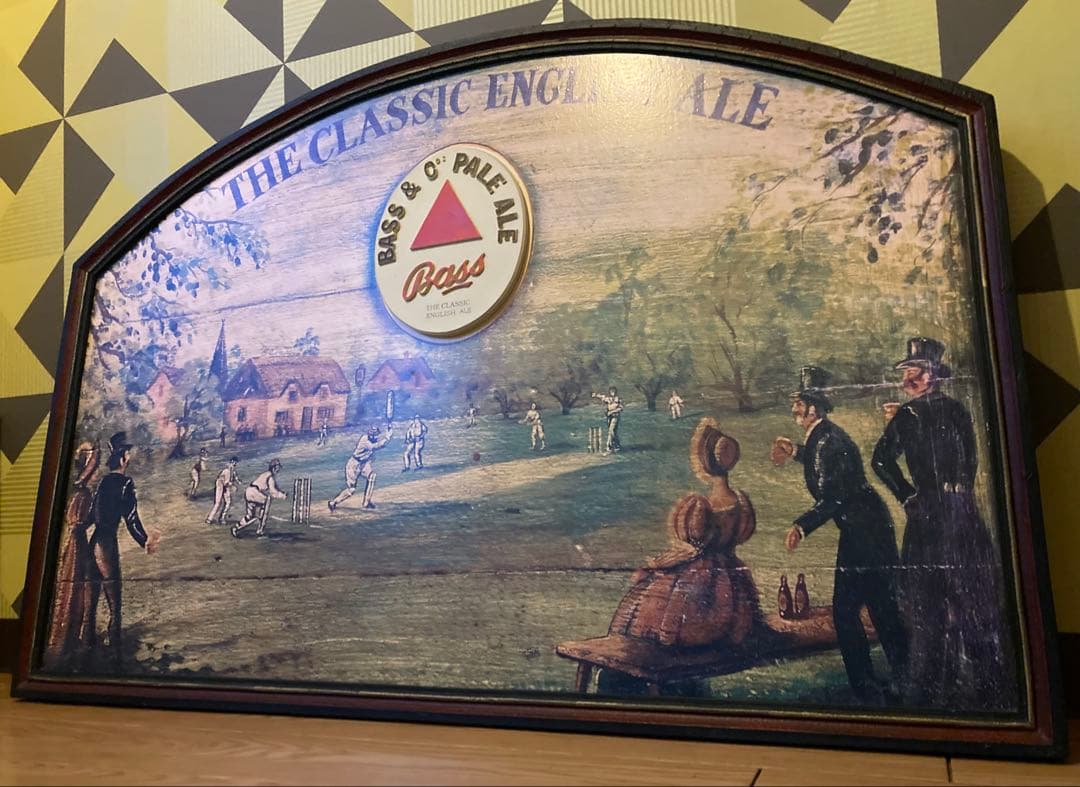 THE CLASSIC ENGLISH ALE
BASS & Co's PALE ALE
Bass
THE CLASSIC
ENGLISH ALE